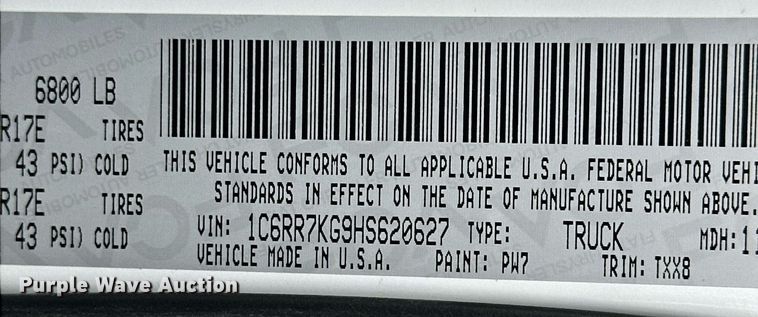 6800 LB
R17E TIRES
43 PSI) COLD
R17E TIRES
43 PSI) COLD
THIS VEHICLE CONFORMS TO ALL APPLICABLE U.S.A. FEDERAL MOTOR VEHI
STANDARDS IN EFFECT ON THE DATE OF MANUFACTURE SHOWN ABOVE.
VIN: 1C6RR7KG9HS620627 TYPE: TRUCK MDH: 11
VEHICLE MADE IN U.S.A. PAINT: PW7 TRIM: TXX8
Purple Wave Auction